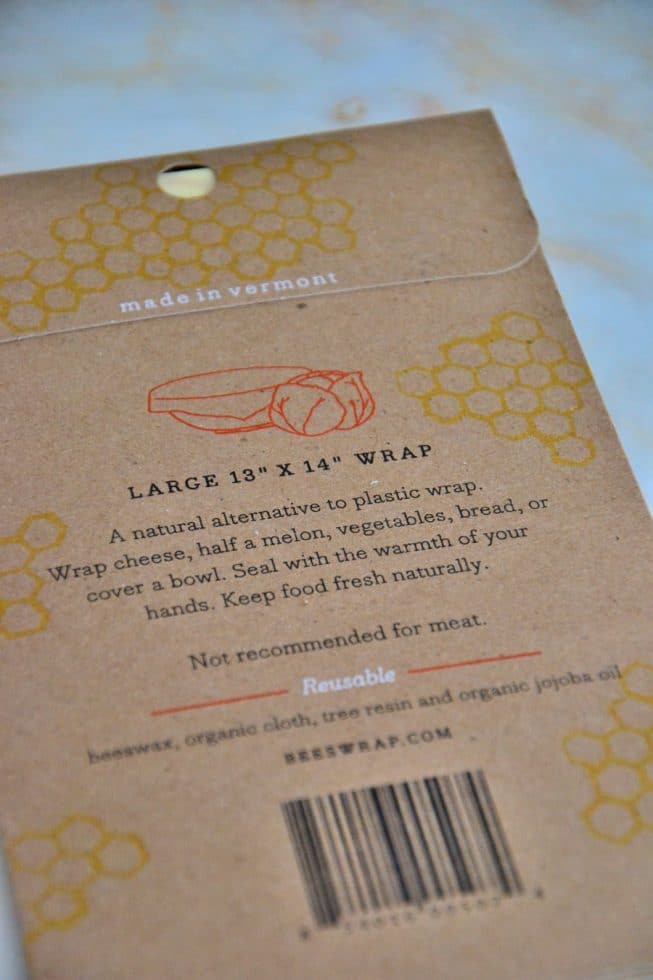 made in vermont
LARGE 13" X 14" WRAP
A natural alternative to plastic wrap.
Wrap cheese, half a melon, vegetables, bread, or
cover a bowl. Seal with the warmth of your
hands. Keep food fresh naturally.
Not recommended for meat.
Reusable
beeswax, organic cloth, tree resin and organic jojoba oil
BEESWRAP.COM